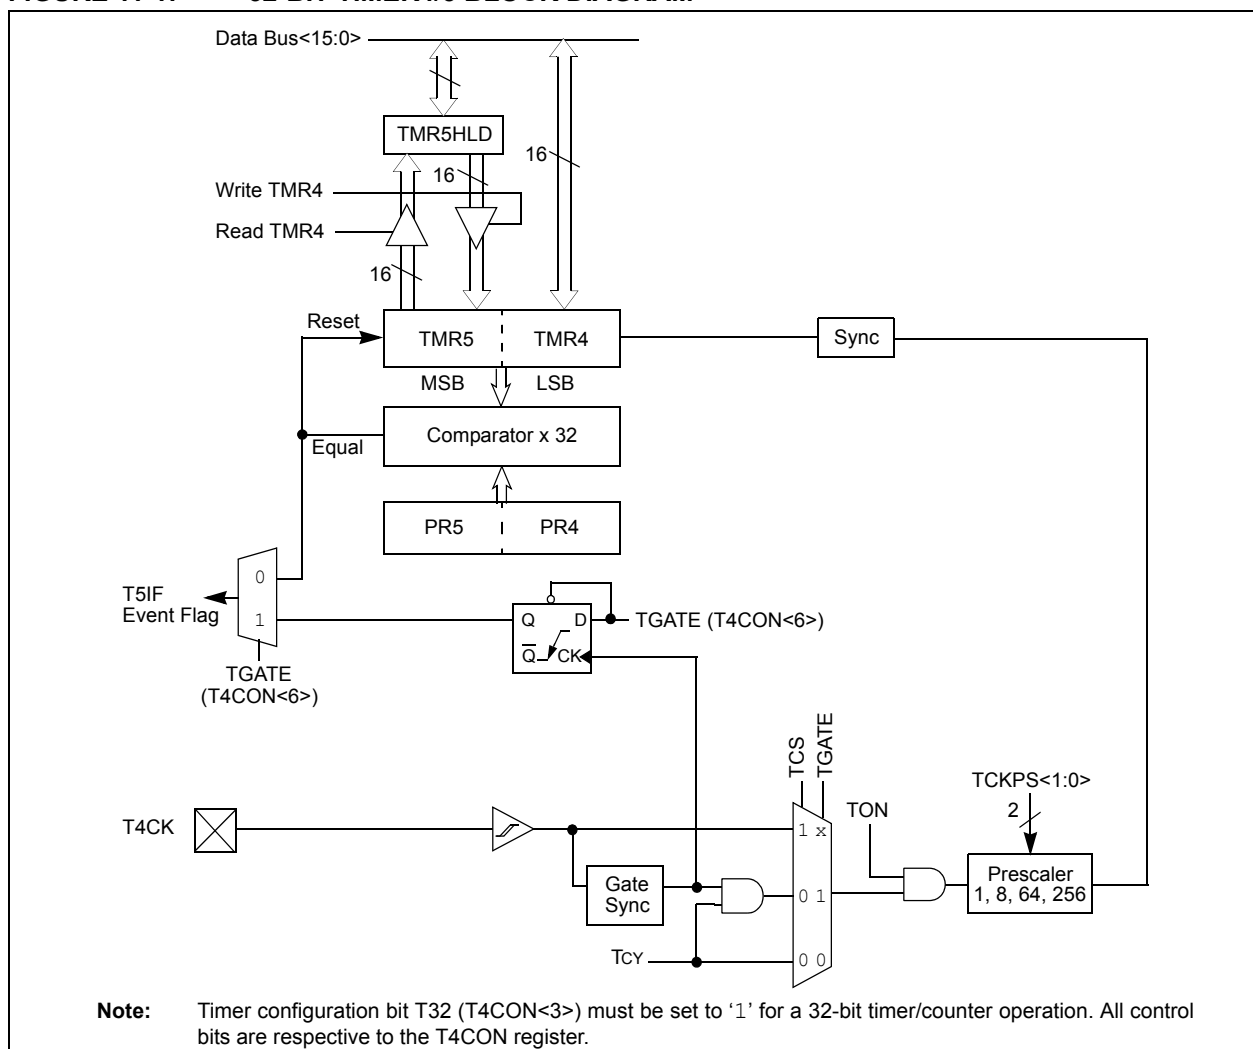 Data Bus<15:0>
TMR5HLD
16
16
Write TMR4
Read TMR4
16
Reset
TMR5
TMR4
Sync
MSB
LSB
Equal
Comparator x 32
PR5
PR4
0
T5IF
Event Flag
1
Q
D
TGATE (T4CON<6>)
Q
CK
TGATE
(T4CON<6>)
TCS
TGATE
TCKPS<1:0>
2
TON
T4CK
1 x
Gate
Sync
0 1
Prescaler
1, 8, 64, 256
TCY
0 0
Note: Timer configuration bit T32 (T4CON<3>) must be set to ‘1’ for a 32-bit timer/counter operation. All control
bits are respective to the T4CON register.